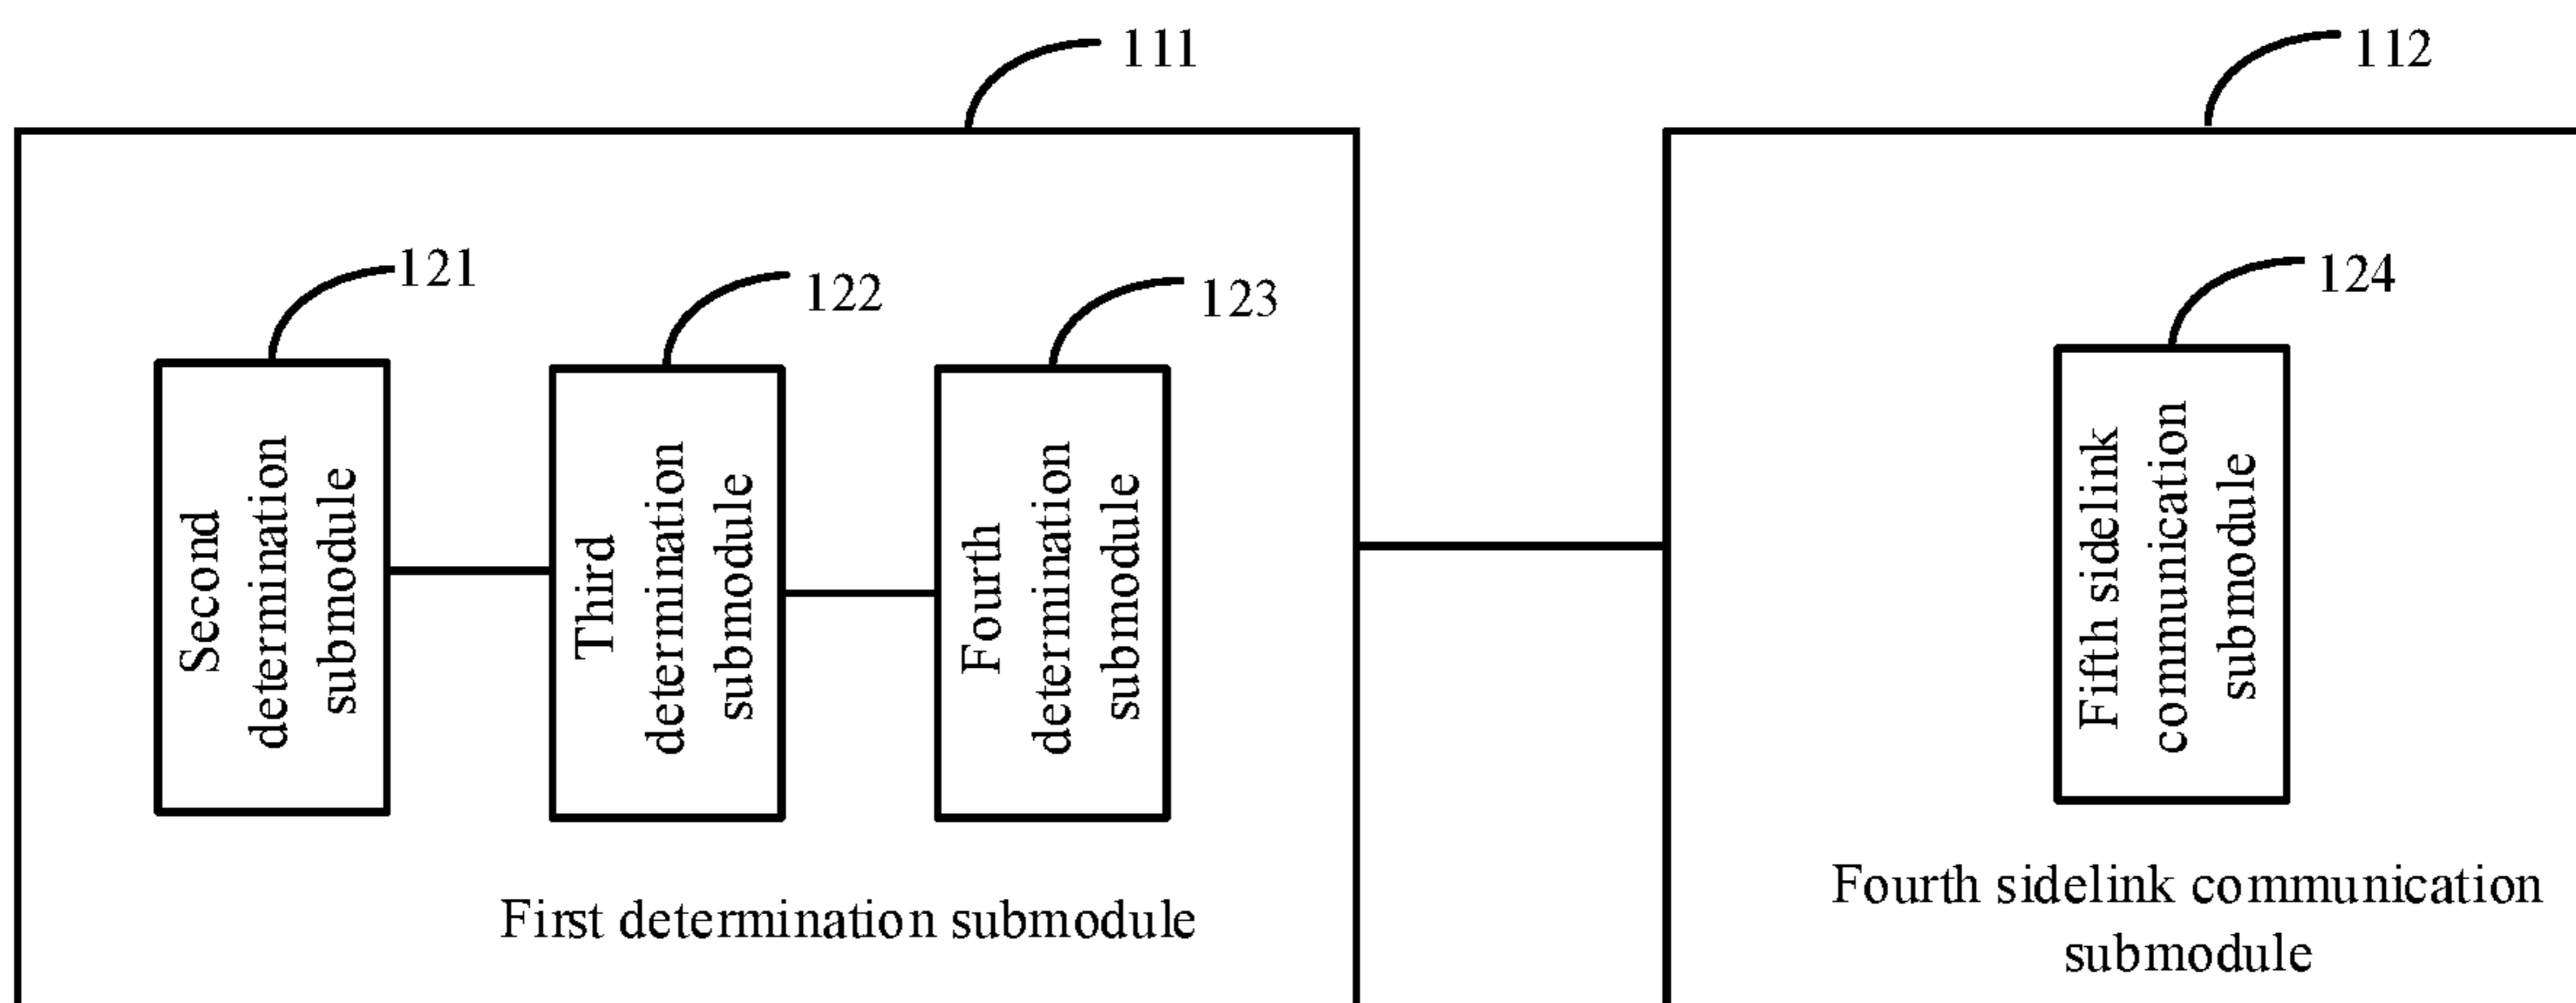 111
112
121
122
123
124
Second
determination
submodule
Third
determination
submodule
Fourth
determination
submodule
Fifth sidelink
communication
submodule
First determination submodule
Fourth sidelink communication
submodule